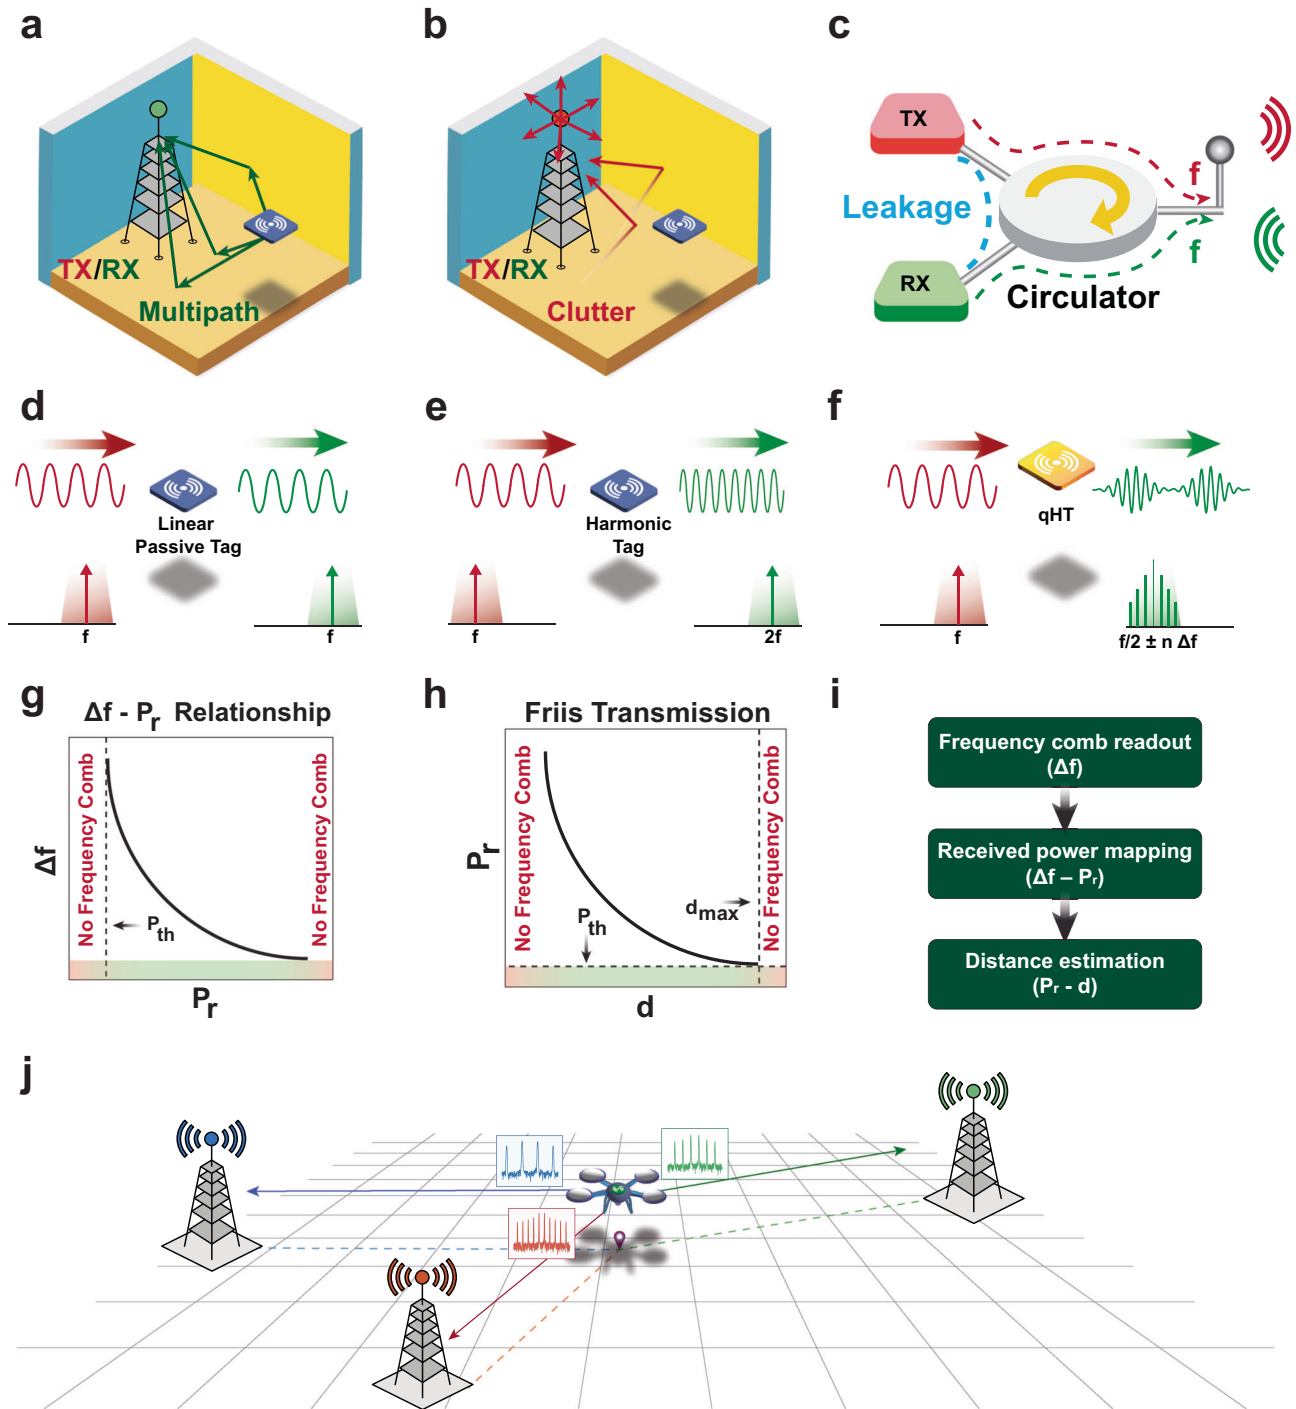 a
TX/RX
Multipath
b
TX/RX
Clutter
c
TX
f
Leakage
f
RX
Circulator
d
Linear
Passive Tag
f
f
e
Harmonic
Tag
f
2f
f
qHT
f
f/2 ± n Δf
g
Δf - Pr Relationship
No Frequency Comb
No Frequency Comb
Δf
Pth
Pr
h
Friis Transmission
No Frequency Comb
No Frequency Comb
Pr
Pth
dmax
d
i
Frequency comb readout
(Δf)
Received power mapping
(Δf – Pr)
Distance estimation
(Pr - d)
j